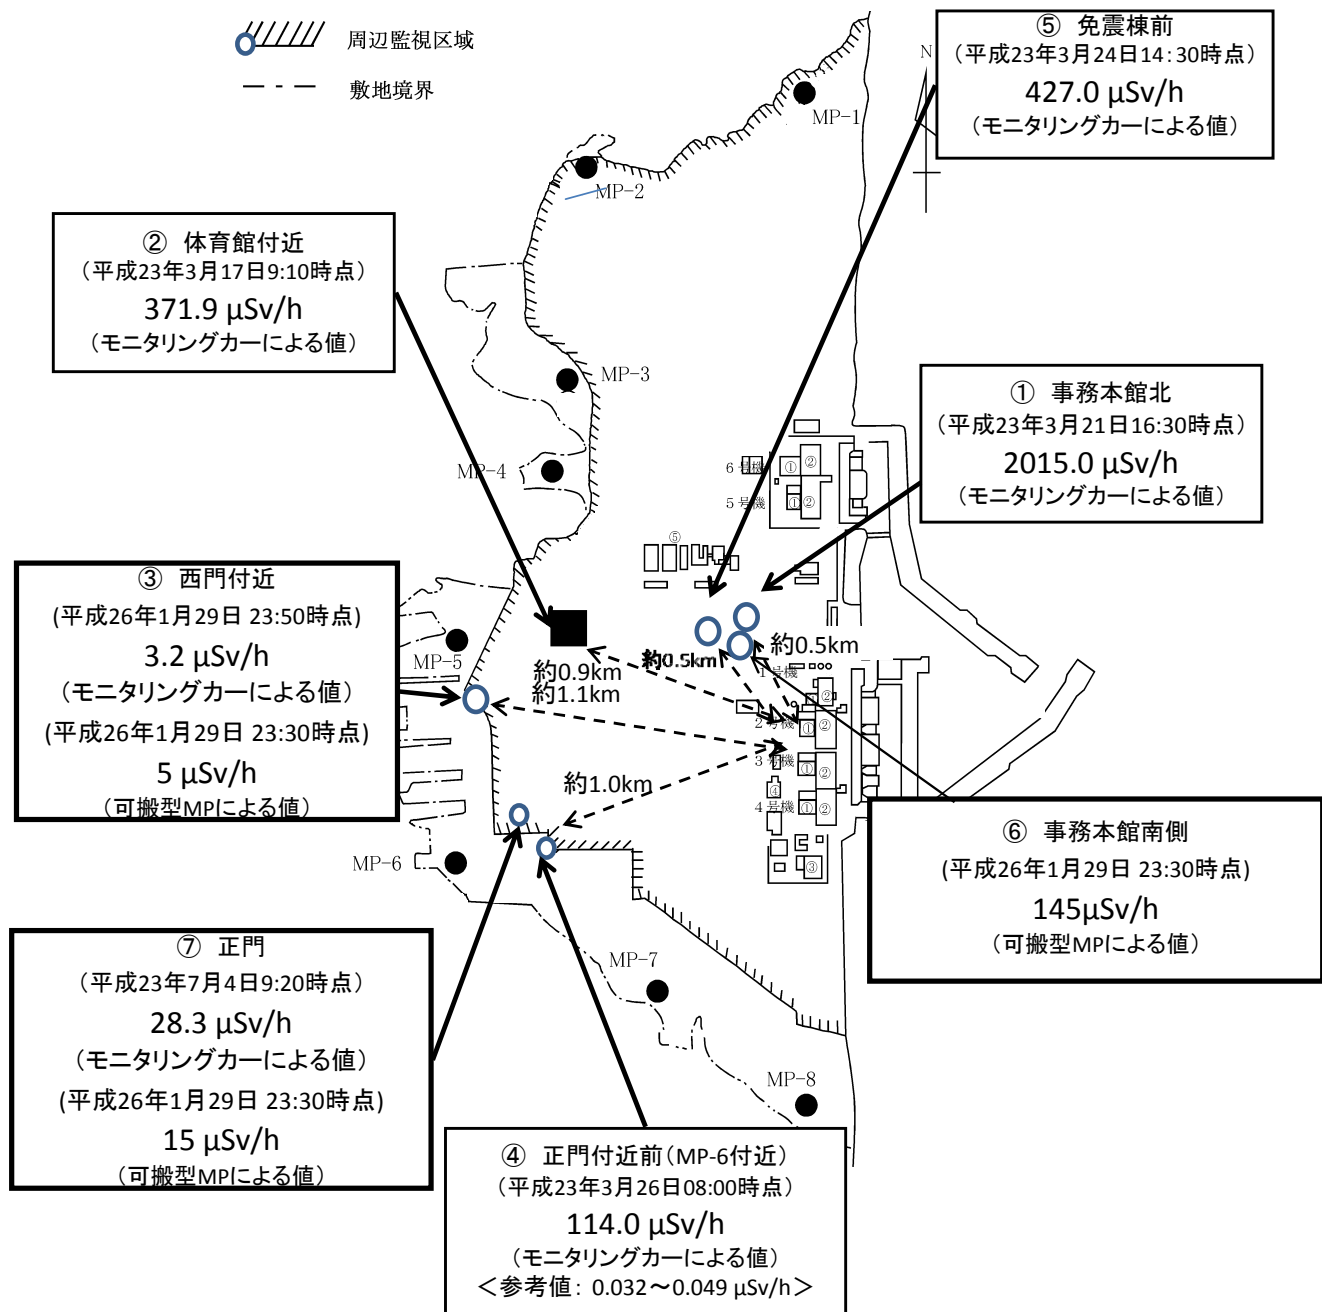 周辺監視区域
敷地境界
⑤ 免震棟前
(平成23年3月24日14:30時点)
427.0 μSv/h
(モニタリングカーによる値)
N
MP-1
MP-2
② 体育館付近
(平成23年3月17日9:10時点)
371.9 μSv/h
(モニタリングカーによる値)
MP-3
MP-4
① 事務本館北
(平成23年3月21日16:30時点)
2015.0 μSv/h
(モニタリングカーによる値)
6号機
① ②
5号機
① ②
⑤
③ 西門付近
(平成26年1月29日 23:50時点)
3.2 μSv/h
(モニタリングカーによる値)
(平成26年1月29日 23:30時点)
5 μSv/h
(可搬型MPによる値)
MP-5
約0.9km
約1.1km
約0.5km
約0.5km
1号機
②
2号機
① ②
3号機
① ②
④
4号機
① ②
③
約1.0km
MP-6
⑥ 事務本館南側
(平成26年1月29日 23:30時点)
145μSv/h
(可搬型MPによる値)
⑦ 正門
(平成23年7月4日9:20時点)
28.3 μSv/h
(モニタリングカーによる値)
(平成26年1月29日 23:30時点)
15 μSv/h
(可搬型MPによる値)
MP-7
MP-8
④ 正門付近前(MP-6付近)
(平成23年3月26日08:00時点)
114.0 μSv/h
(モニタリングカーによる値)
<参考値: 0.032~0.049 μSv/h>